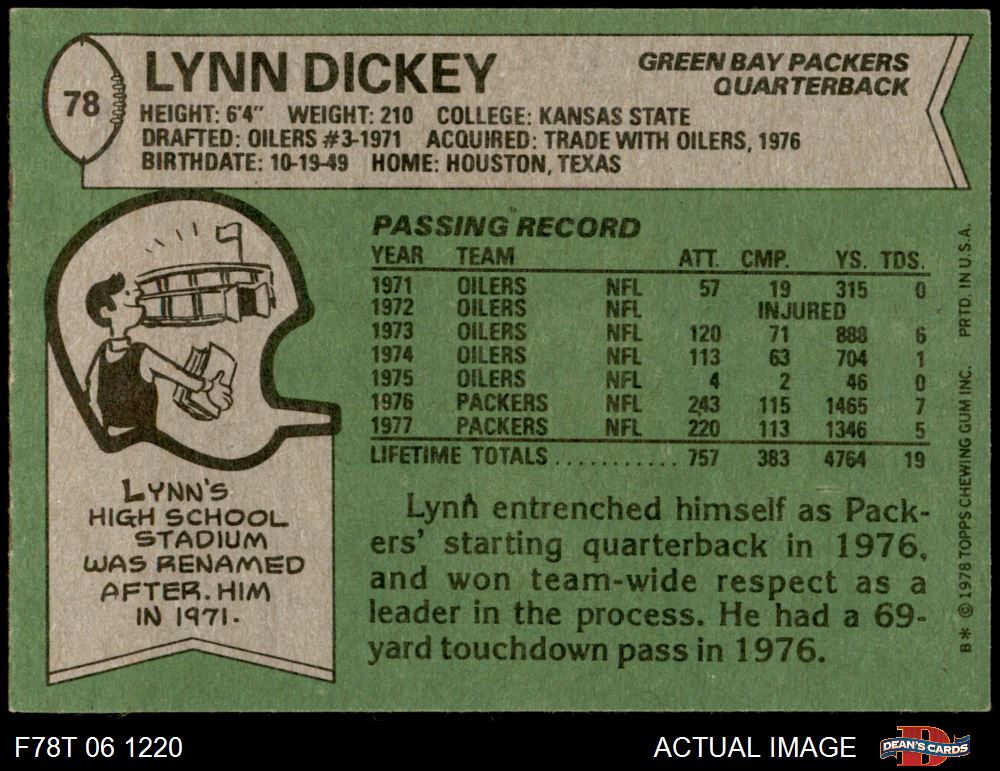 78
LYNN DICKEY
GREEN BAY PACKERS
QUARTERBACK
HEIGHT: 6'4" WEIGHT: 210 COLLEGE: KANSAS STATE
DRAFTED: OILERS #3-1971 ACQUIRED: TRADE WITH OILERS, 1976
BIRTHDATE: 10-19-49 HOME: HOUSTON, TEXAS
PASSING RECORD
YEAR TEAM ATT. CMP. YS. TDS.
1971 OILERS NFL 57 19 315 0
1972 OILERS NFL INJURED
1973 OILERS NFL 120 71 888 6
1974 OILERS NFL 113 63 704 1
1975 OILERS NFL 4 2 46 0
1976 PACKERS NFL 243 115 1465 7
1977 PACKERS NFL 220 113 1346 5
LIFETIME TOTALS........... 757 383 4764 19
LYNN'S
HIGH SCHOOL
STADIUM
WAS RENAMED
AFTER. HIM
IN 1971.
Lynn entrenched himself as Pack-
ers' starting quarterback in 1976,
and won team-wide respect as a
leader in the process. He had a 69-
yard touchdown pass in 1976.
B* © 1978 TOPPS CHEWING GUM INC. PRTD. IN U.S.A.
F78T 06 1220
ACTUAL IMAGE
DEAN'S CARDS